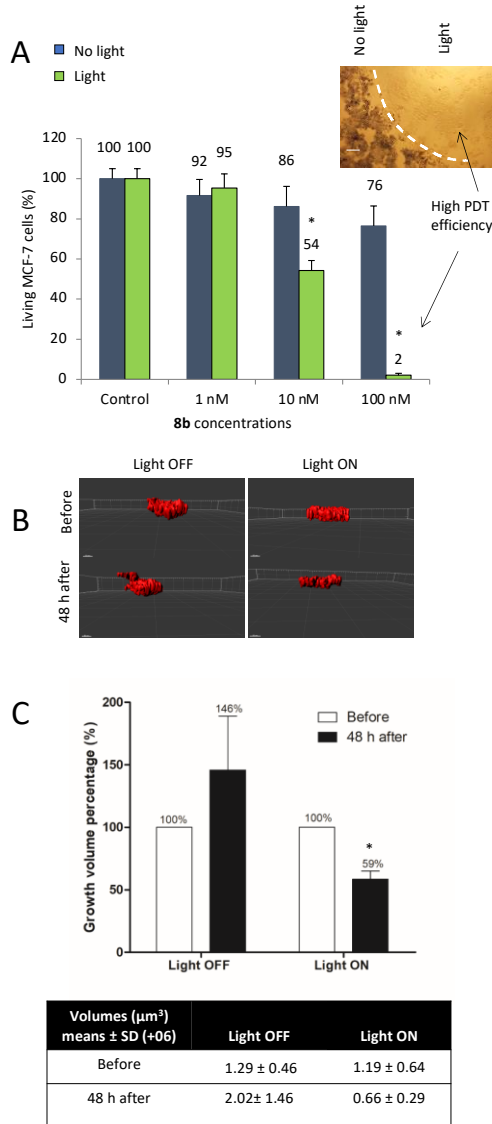 A
No light
Light
No light
Light
High PDT
efficiency
Living MCF-7 cells (%)
120
100
80
60
40
20
0
100 100
92 95
86
*
54
76
*
2
Control 1 nM 10 nM 100 nM
8b concentrations
B
Light OFF Light ON
Before
48 h after
C
Growth volume percentage (%)
200
150
100
50
0
Before
48 h after
100% 146%
100%
*
59%
Light OFF Light ON
Volumes (µm³)
means ± SD (+06) Light OFF Light ON
Before 1.29 ± 0.46 1.19 ± 0.64
48 h after 2.02± 1.46 0.66 ± 0.29